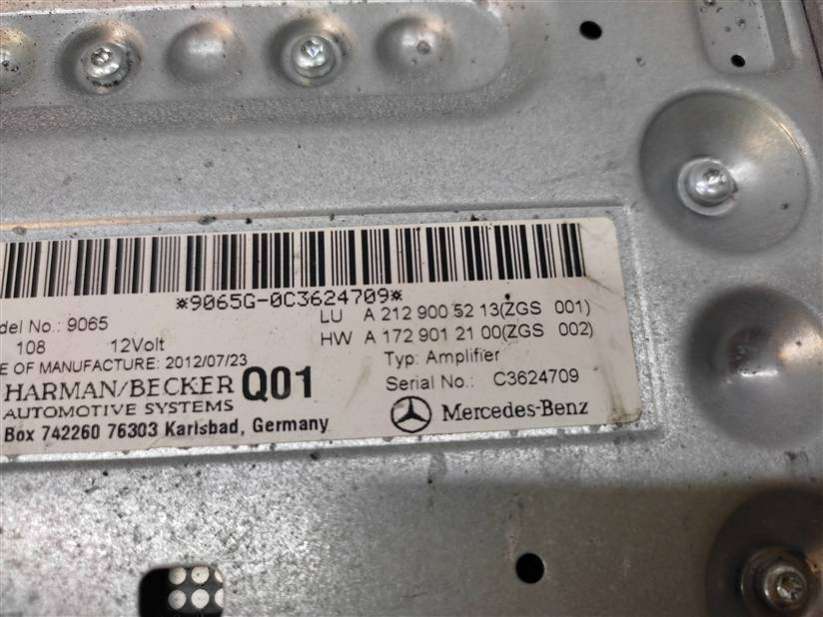 *9065G-0C3624709*
del No.: 9065
LU A 212 900 52 13(ZGS 001)
108 12Volt
HW A 172 901 21 00(ZGS 002)
E OF MANUFACTURE: 2012/07/23
Typ: Amplifier
HARMAN/BECKER Q01
Serial No.: C3624709
AUTOMOTIVE SYSTEMS
Mercedes-Benz
Box 742260 76303 Karlsbad, Germany